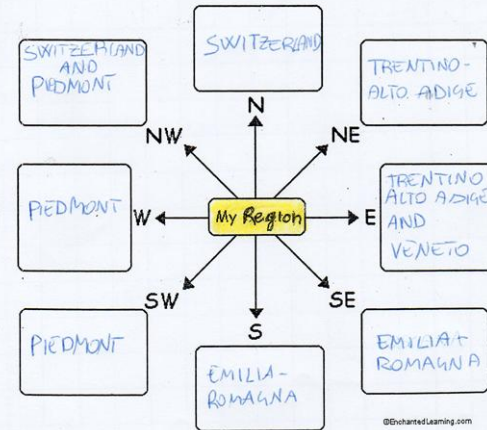 SWITZERLAND
AND
PIEDMONT
SWITZERLAND
TRENTINO-
ALTO ADIGE
N
NW
NE
PIEDMONT
W
My Region
E
TRENTINO
ALTO ADIGE
AND
VENETO
SW
S
SE
PIEDMONT
EMILIA-
ROMAGNA
EMILIA
ROMAGNA
©EnchantedLearning.com